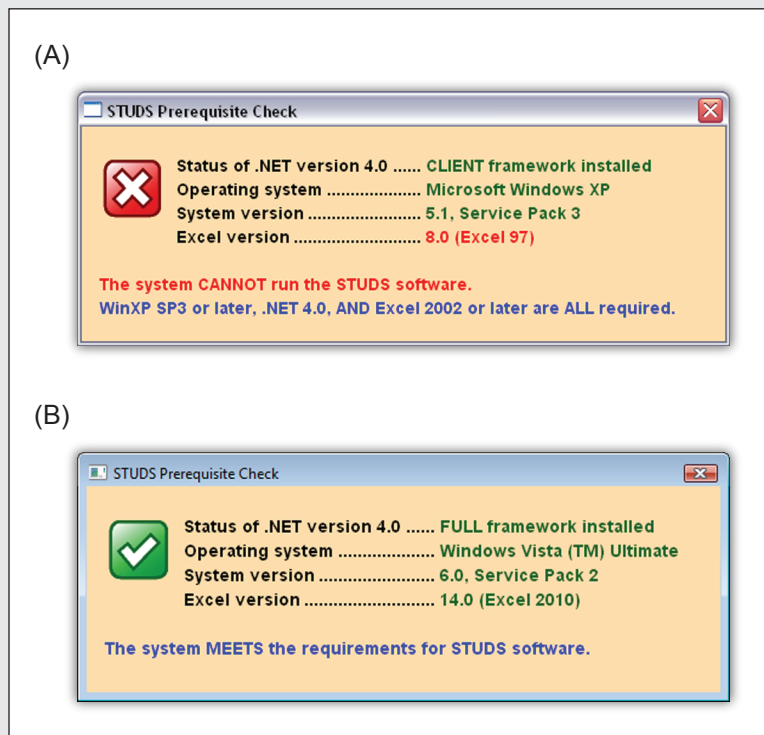 (A)
STUDS Prerequisite Check
Status of .NET version 4.0 ...... CLIENT framework installed
Operating system .................... Microsoft Windows XP
System version ........................ 5.1, Service Pack 3
Excel version ........................... 8.0 (Excel 97)
The system CANNOT run the STUDS software.
WinXP SP3 or later, .NET 4.0, AND Excel 2002 or later are ALL required.
(B)
STUDS Prerequisite Check
Status of .NET version 4.0 ...... FULL framework installed
Operating system .................... Windows Vista (TM) Ultimate
System version ........................ 6.0, Service Pack 2
Excel version ........................... 14.0 (Excel 2010)
The system MEETS the requirements for STUDS software.